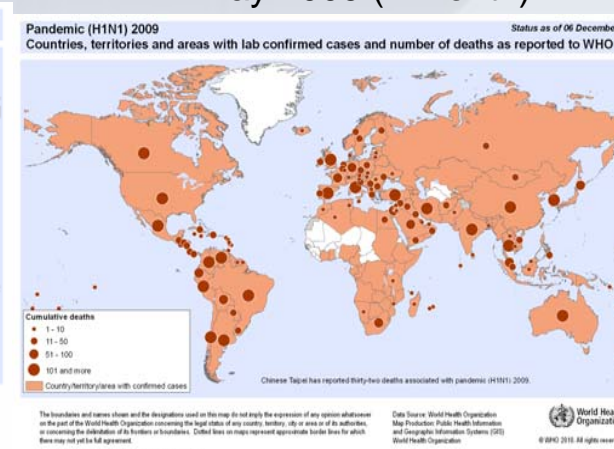 Pandemic (H1N1) 2009
Status as of 06 Decembe
Countries, territories and areas with lab confirmed cases and number of deaths as reported to WHO
Cumulative deaths
1 - 10
11 - 50
51 - 100
101 and more
Country/territory/area with confirmed cases
Chinese Taipei has reported thirty-two deaths associated with pandemic (H1N1) 2009.
The boundaries and names shown and the designations used on this map do not imply the expression of any opinion whatsoever
on the part of the World Health Organization concerning the legal status of any country, territory, city or area or of its authorities,
or concerning the delimitation of its frontiers or boundaries. Dotted lines on maps represent approximate border lines for which
there may not yet be full agreement.
Data Source: World Health Organization
Map Production: Public Health Information
and Geographic Information Systems (GIS)
World Health Organization
World Hea
Organizati
© WHO 2010. All rights reser